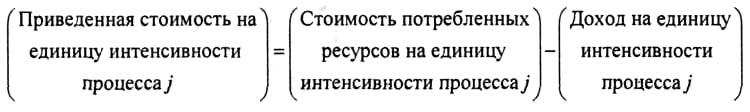 (Приведенная стоимость на единицу интенсивности процесса j) = (Стоимость потребленных ресурсов на единицу интенсивности процесса j) − (Доход на единицу интенсивности процесса j)